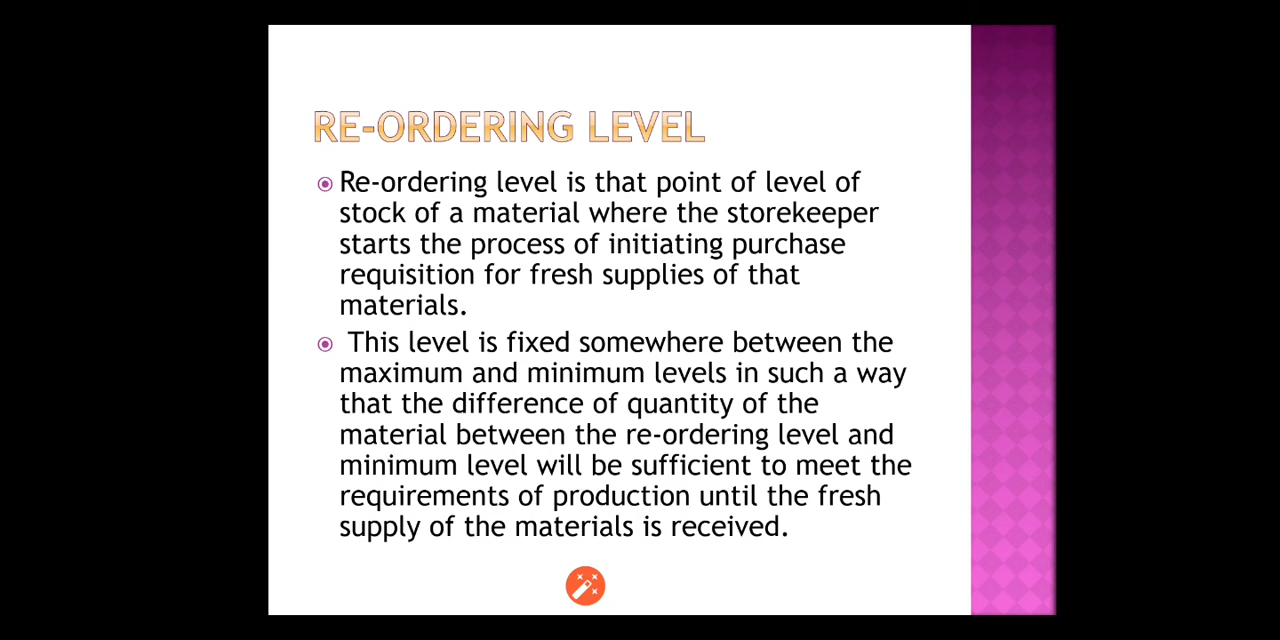 RE-ORDERING LEVEL
Re-ordering level is that point of level of
stock of a material where the storekeeper
starts the process of initiating purchase
requisition for fresh supplies of that
materials.
This level is fixed somewhere between the
maximum and minimum levels in such a way
that the difference of quantity of the
material between the re-ordering level and
minimum level will be sufficient to meet the
requirements of production until the fresh
supply of the materials is received.